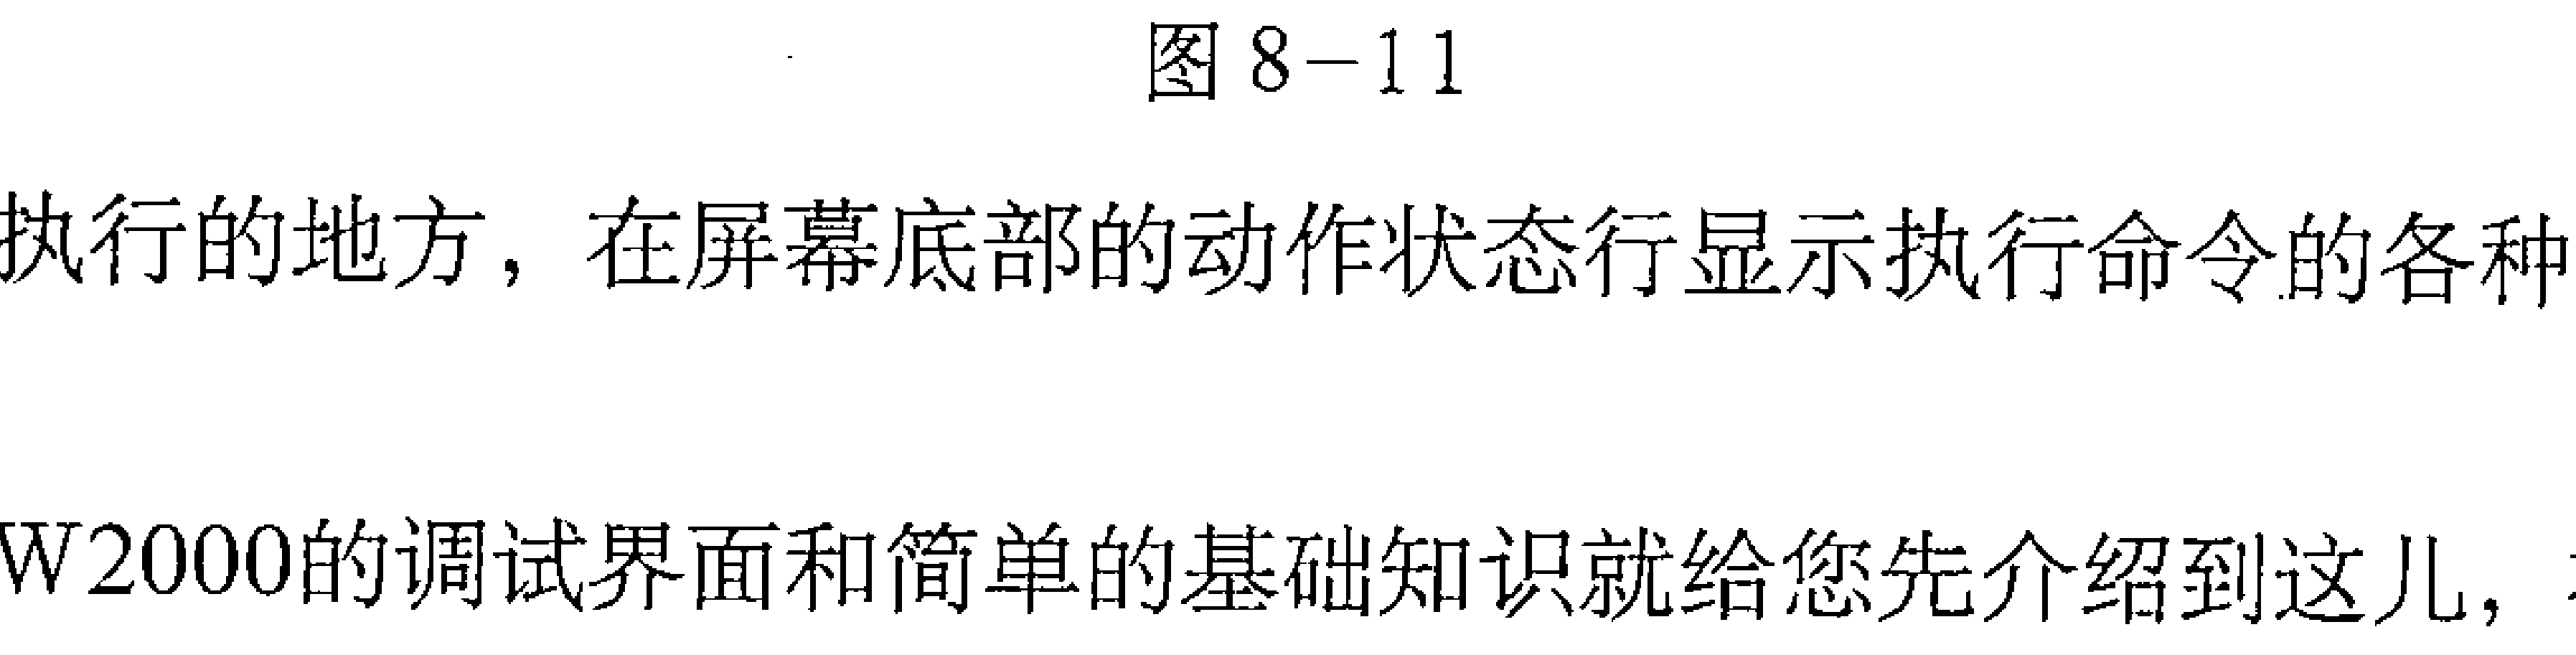 图8-11
执行的地方，在屏幕底部的动作状态行显示执行命令的各种
W2000的调试界面和简单的基础知识就给您先介绍到这儿，